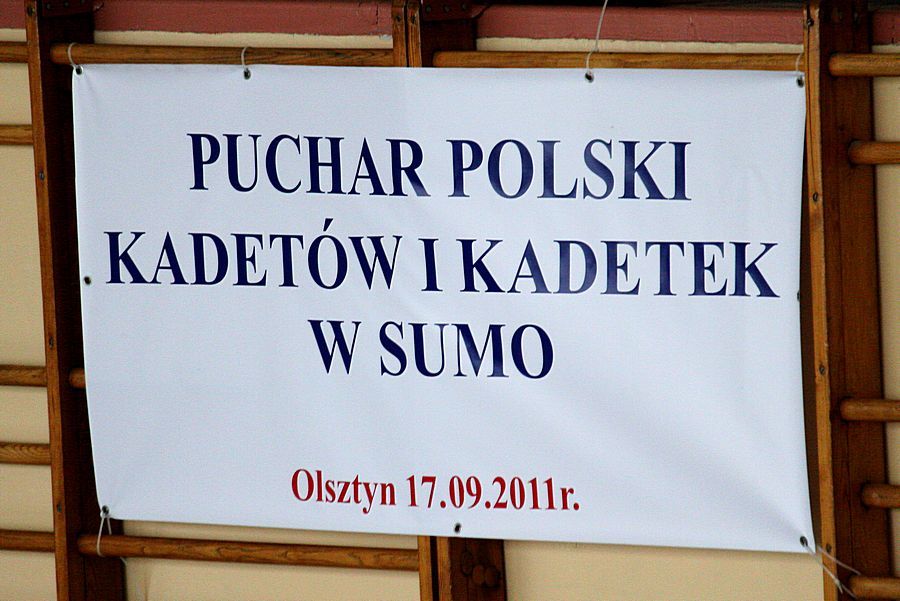 PUCHAR POLSKI
KADETÓW I KADETEK
W SUMO
Olsztyn 17.09.2011r.